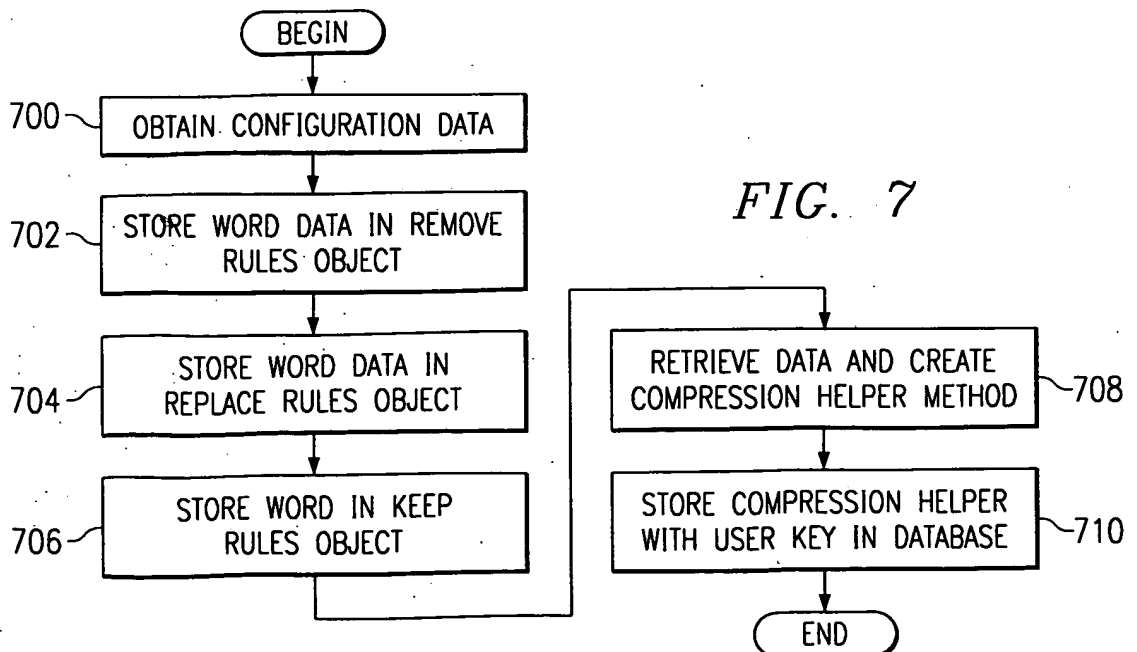 BEGIN
700
OBTAIN CONFIGURATION DATA
702
STORE WORD DATA IN REMOVE
RULES OBJECT
704
STORE WORD DATA IN
REPLACE RULES OBJECT
706
STORE WORD IN KEEP
RULES OBJECT
FIG. 7
RETRIEVE DATA AND CREATE
COMPRESSION HELPER METHOD
708
STORE COMPRESSION HELPER
WITH USER KEY IN DATABASE
710
END